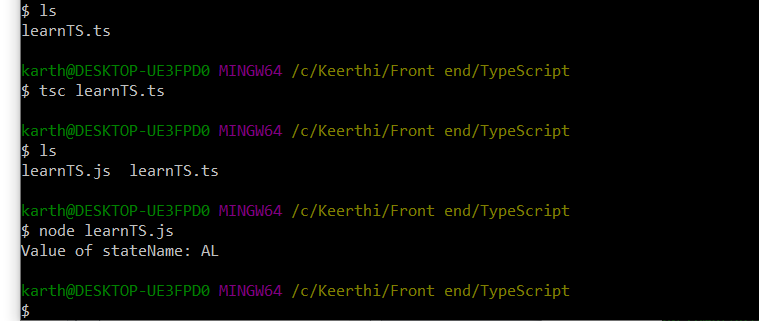 $ ls
learnTS.ts
karth@DESKTOP-UE3FPD0 MINGW64 /c/Keerthi/Front end/TypeScript
$ tsc learnTS.ts
karth@DESKTOP-UE3FPD0 MINGW64 /c/Keerthi/Front end/TypeScript
$ ls
learnTS.js  learnTS.ts
karth@DESKTOP-UE3FPD0 MINGW64 /c/Keerthi/Front end/TypeScript
$ node learnTS.js
Value of stateName: AL
karth@DESKTOP-UE3FPD0 MINGW64 /c/Keerthi/Front end/TypeScript
$